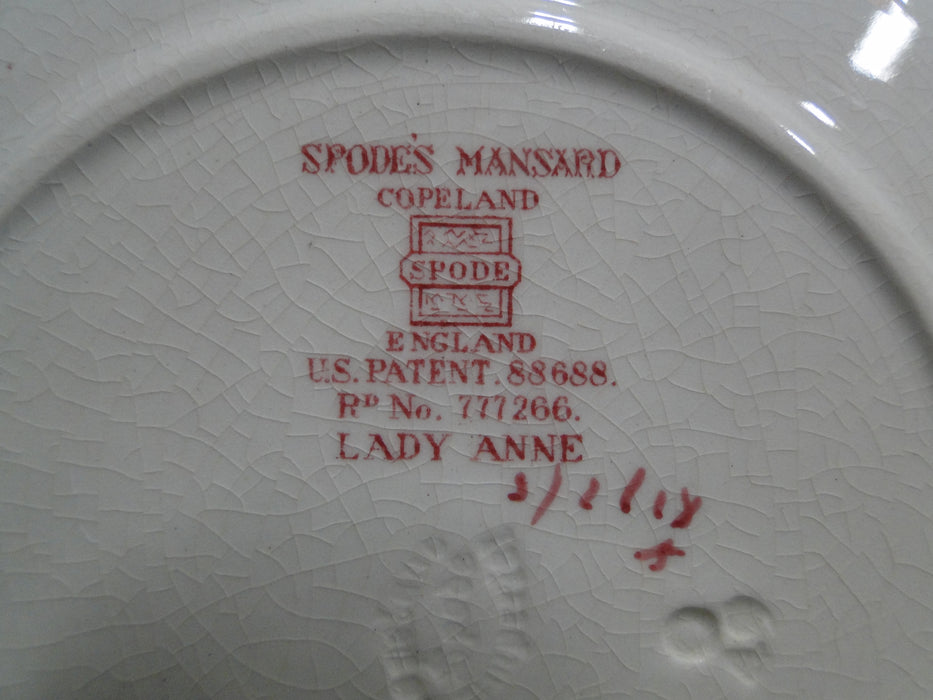 SPODE'S MANSARD
COPELAND
SPODE
ENGLAND
U.S. PATENT. 88688.
RD No. 777266.
LADY ANNE